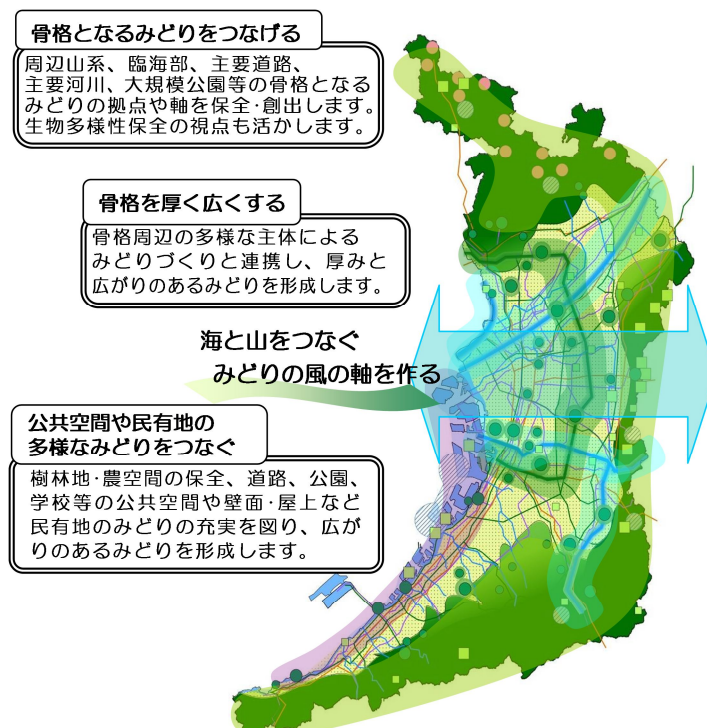 骨格となるみどりをつなげる
周辺山系、臨海部、主要道路、
主要河川、大規模公園等の骨格となる
みどりの拠点や軸を保全・創出します。
生物多様性保全の視点も活かします。
骨格を厚く広くする
骨格周辺の多様な主体による
みどりづくりと連携し、厚みと
広がりのあるみどりを形成します。
海と山をつなぐ
みどりの風の軸を作る
公共空間や民有地の
多様なみどりをつなぐ
樹林地・農空間の保全、道路、公園、
学校等の公共空間や壁面・屋上など
民有地のみどりの充実を図り、広が
りのあるみどりを形成します。